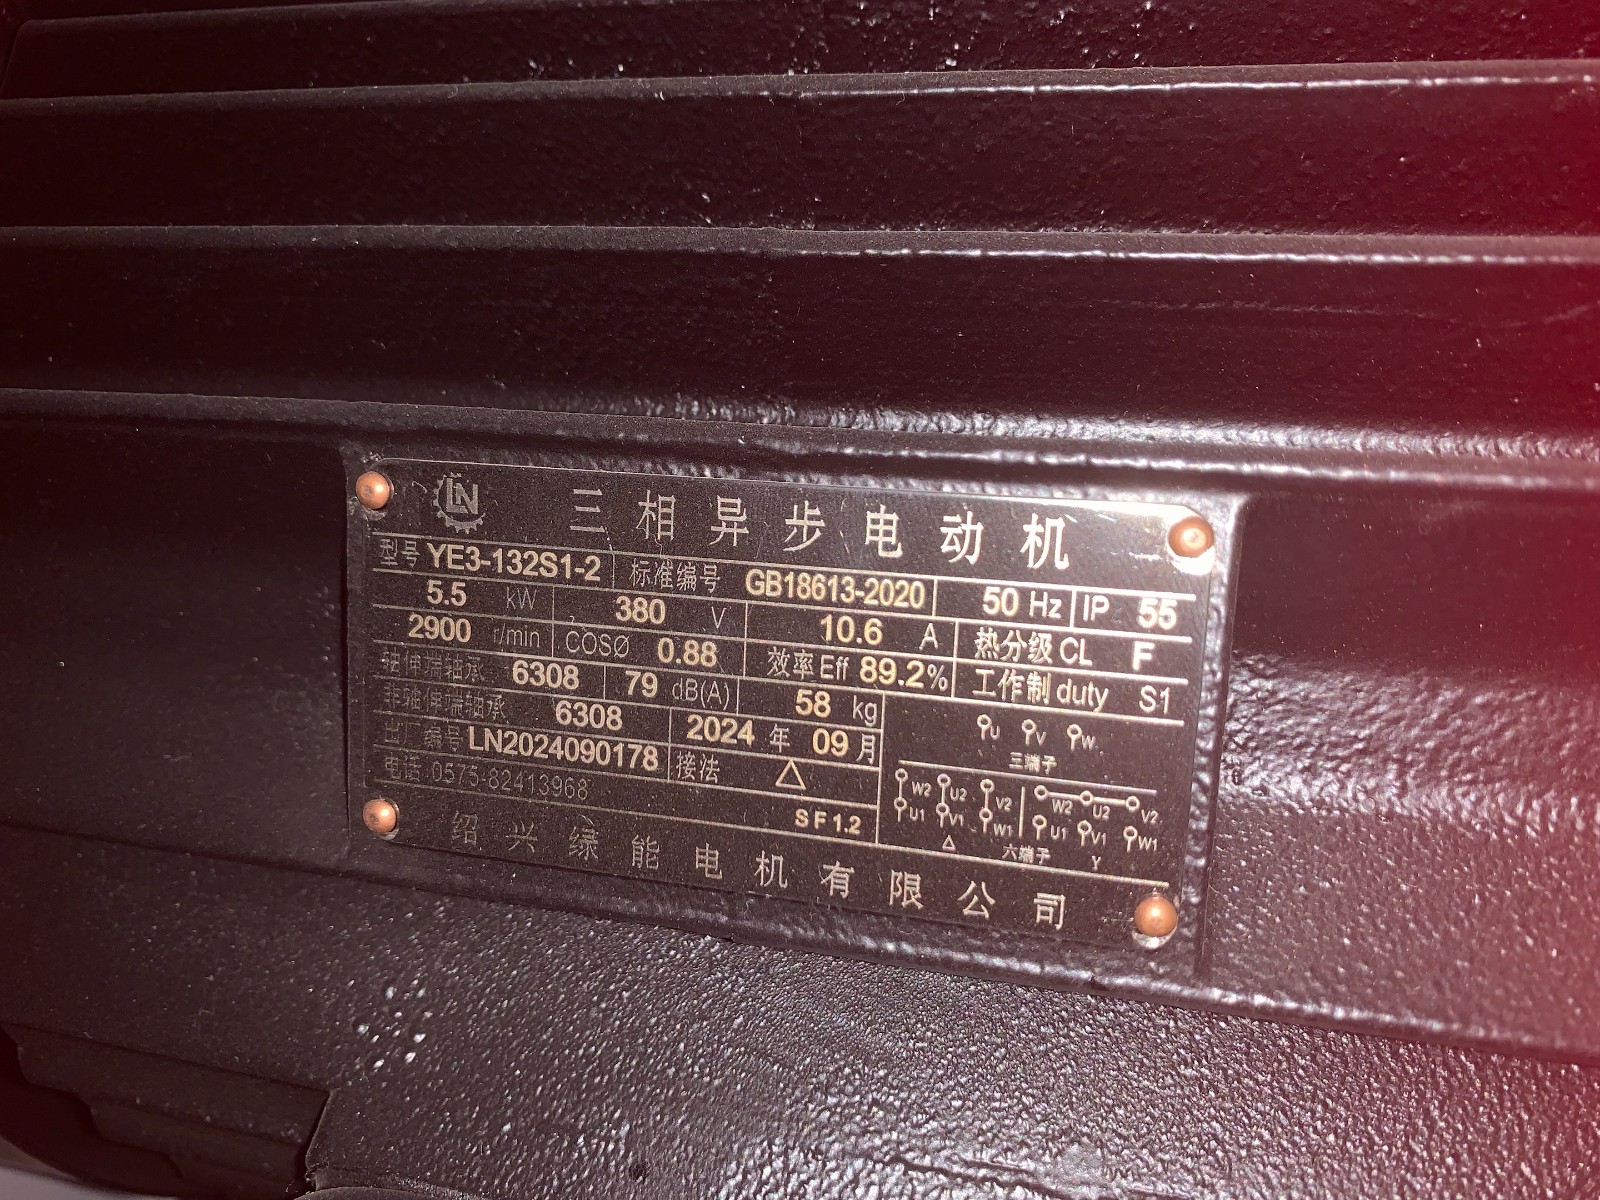 LN 三相异步电动机
型号 YE3-132S1-2 标准编号 GB18613-2020 50 Hz IP 55
5.5 kW 380 V 10.6 A 热分级 CL F
2900 r/min COSØ 0.88 效率 Eff 89.2% 工作制 duty S1
轴伸端轴承 6308 79 dB(A) 58 kg
非轴伸端轴承 6308 2024 年 09 月
出厂编号 LN2024090178 接法 △
电话 0575-82413968
SF1.2
U V W
三端子
W2 U2 V2 W2 U2 V2
U1 V1 W1 U1 V1 W1
△ 六端子 Y
绍兴绿能电机有限公司